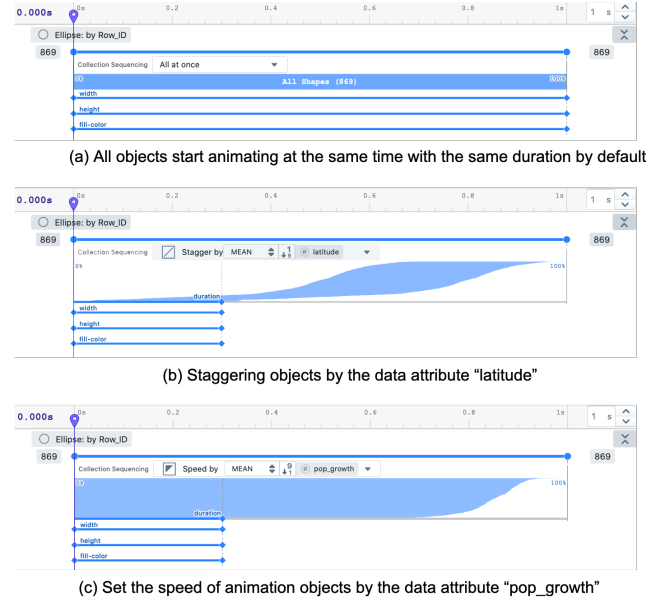 0.000s 0s 0.2 0.4 0.6 0.8 1s 1 s
Ellipse: by Row_ID
869 869
Collection Sequencing All at once
0% All Shapes (869) 100%
width
height
fill-color
(a) All objects start animating at the same time with the same duration by default
0.000s 0s 0.2 0.4 0.6 0.8 1s 1 s
Ellipse: by Row_ID
869 869
Collection Sequencing Stagger by MEAN 1 9 # latitude
0% 100%
duration
width
height
fill-color
(b) Staggering objects by the data attribute “latitude”
0.000s 0s 0.2 0.4 0.6 0.8 1s 1 s
Ellipse: by Row_ID
869 869
Collection Sequencing Speed by MEAN 9 1 # pop_growth
0% 100%
duration
width
height
fill-color
(c) Set the speed of animation objects by the data attribute “pop_growth”